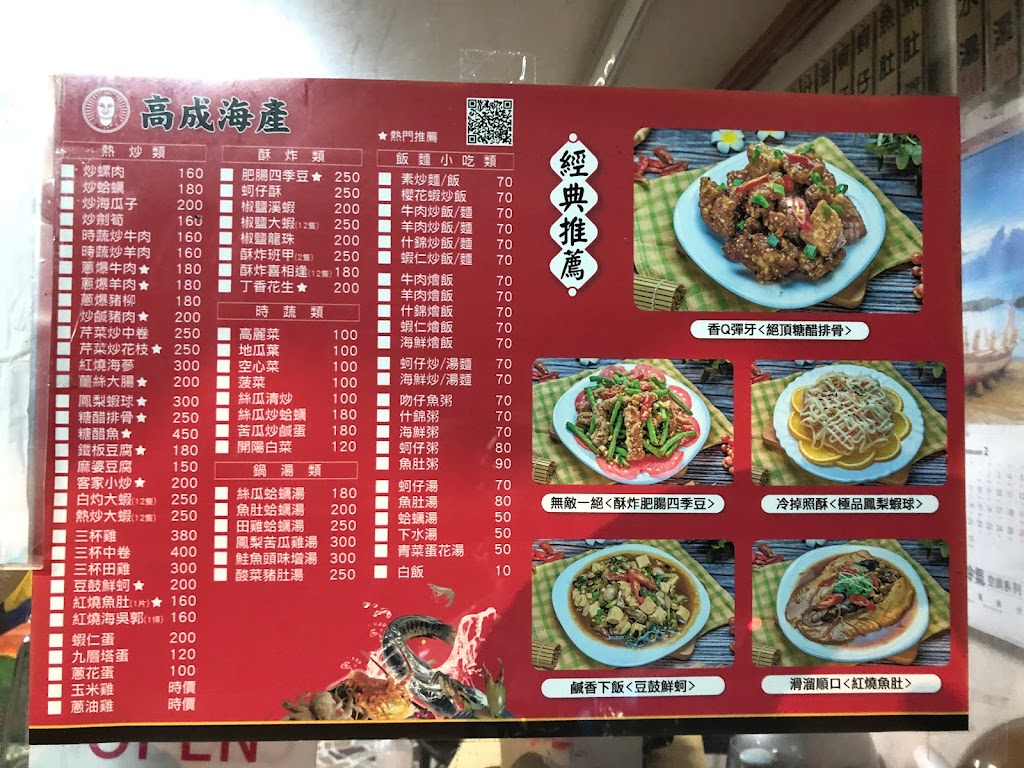 高成海產
★熱門推薦
熱炒類
炒螺肉 160
炒蛤蠣 180
炒海瓜子 200
炒劍筍 160
時蔬炒牛肉 160
時蔬炒羊肉 160
蔥爆牛肉★ 180
蔥爆羊肉★ 180
蔥爆豬柳 180
炒鹹豬肉★ 200
芹菜炒中卷 250
芹菜炒花枝★ 250
紅燒海蔘 300
薑絲大腸★ 200
鳳梨蝦球★ 300
糖醋排骨★ 250
糖醋魚★ 450
鐵板豆腐★ 180
麻婆豆腐 150
客家小炒★ 200
白灼大蝦(12隻) 250
熱炒大蝦(12隻) 250
三杯雞 380
三杯中卷 400
三杯田雞 300
豆鼓鮮蚵★ 200
紅燒魚肚(1片)★ 160
紅燒海吳郭(1條) 160
蝦仁蛋 200
九層塔蛋 120
蔥花蛋 100
玉米雞 時價
蔥油雞 時價
酥炸類
肥腸四季豆★ 250
蚵仔酥 200
椒鹽溪蝦 200
椒鹽大蝦(12隻) 250
椒鹽龍珠 200
酥炸班甲(2隻) 250
酥炸喜相逢(12隻) 180
丁香花生★ 200
時蔬類
高麗菜 100
地瓜葉 100
空心菜 100
菠菜 100
絲瓜清炒 100
絲瓜炒蛤蠣 180
苦瓜炒鹹蛋 180
開陽白菜 120
鍋湯類
絲瓜蛤蠣湯 180
魚肚蛤蠣湯 200
田雞蛤蠣湯 250
鳳梨苦瓜雞湯 300
鮭魚頭味增湯 300
酸菜豬肚湯 250
飯麵小吃類
素炒麵/飯 70
櫻花蝦炒飯 70
牛肉炒飯/麵 70
羊肉炒飯/麵 70
什錦炒飯/麵 70
蝦仁炒飯/麵 70
牛肉燴飯 70
羊肉燴飯 70
什錦燴飯 70
蝦仁燴飯 70
海鮮燴飯 70
蚵仔炒/湯麵 70
海鮮炒/湯麵 70
吻仔魚粥 70
什錦粥 70
海鮮粥 70
蚵仔粥 80
魚肚粥 90
蚵仔湯 70
魚肚湯 80
蛤蠣湯 50
下水湯 50
青菜蛋花湯 50
白飯 10
經典推薦
香Q彈牙<絕頂糖醋排骨>
無敵一絕<酥炸肥腸四季豆>
冷掉照酥<極品鳳梨蝦球>
鹹香下飯<豆鼓鮮蚵>
滑溜順口<紅燒魚肚>
OPEN